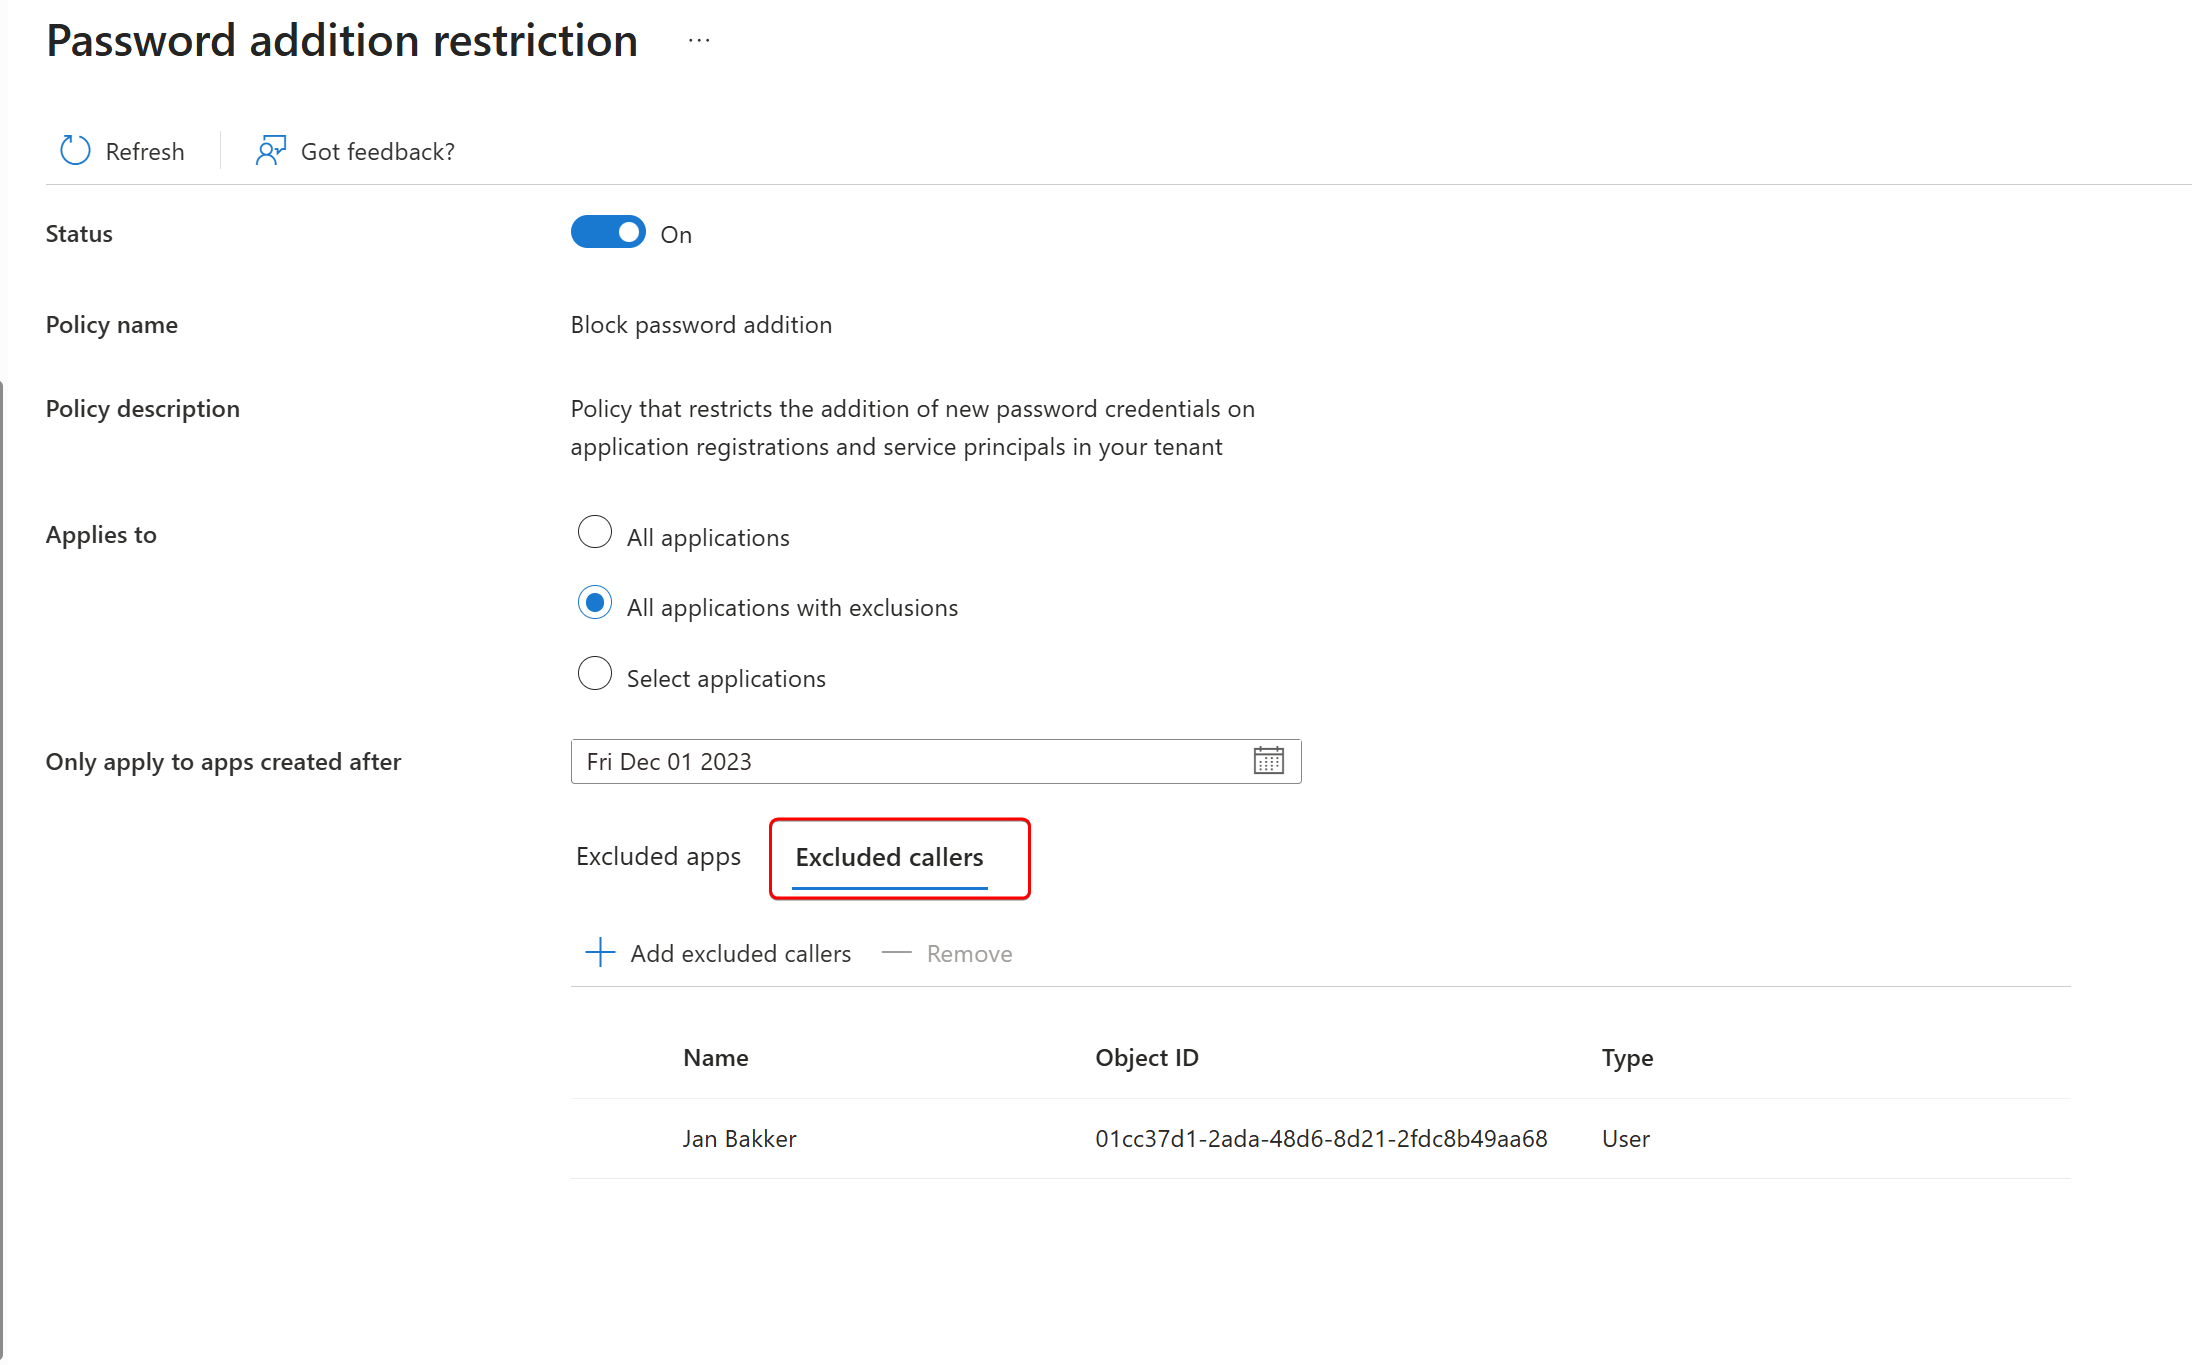 Password addition restriction ...
Refresh Got feedback?
Status On
Policy name Block password addition
Policy description Policy that restricts the addition of new password credentials on
application registrations and service principals in your tenant
Applies to All applications
All applications with exclusions
Select applications
Only apply to apps created after Fri Dec 01 2023
Excluded apps Excluded callers
Add excluded callers Remove
Name Object ID Type
Jan Bakker 01cc37d1-2ada-48d6-8d21-2fdc8b49aa68 User